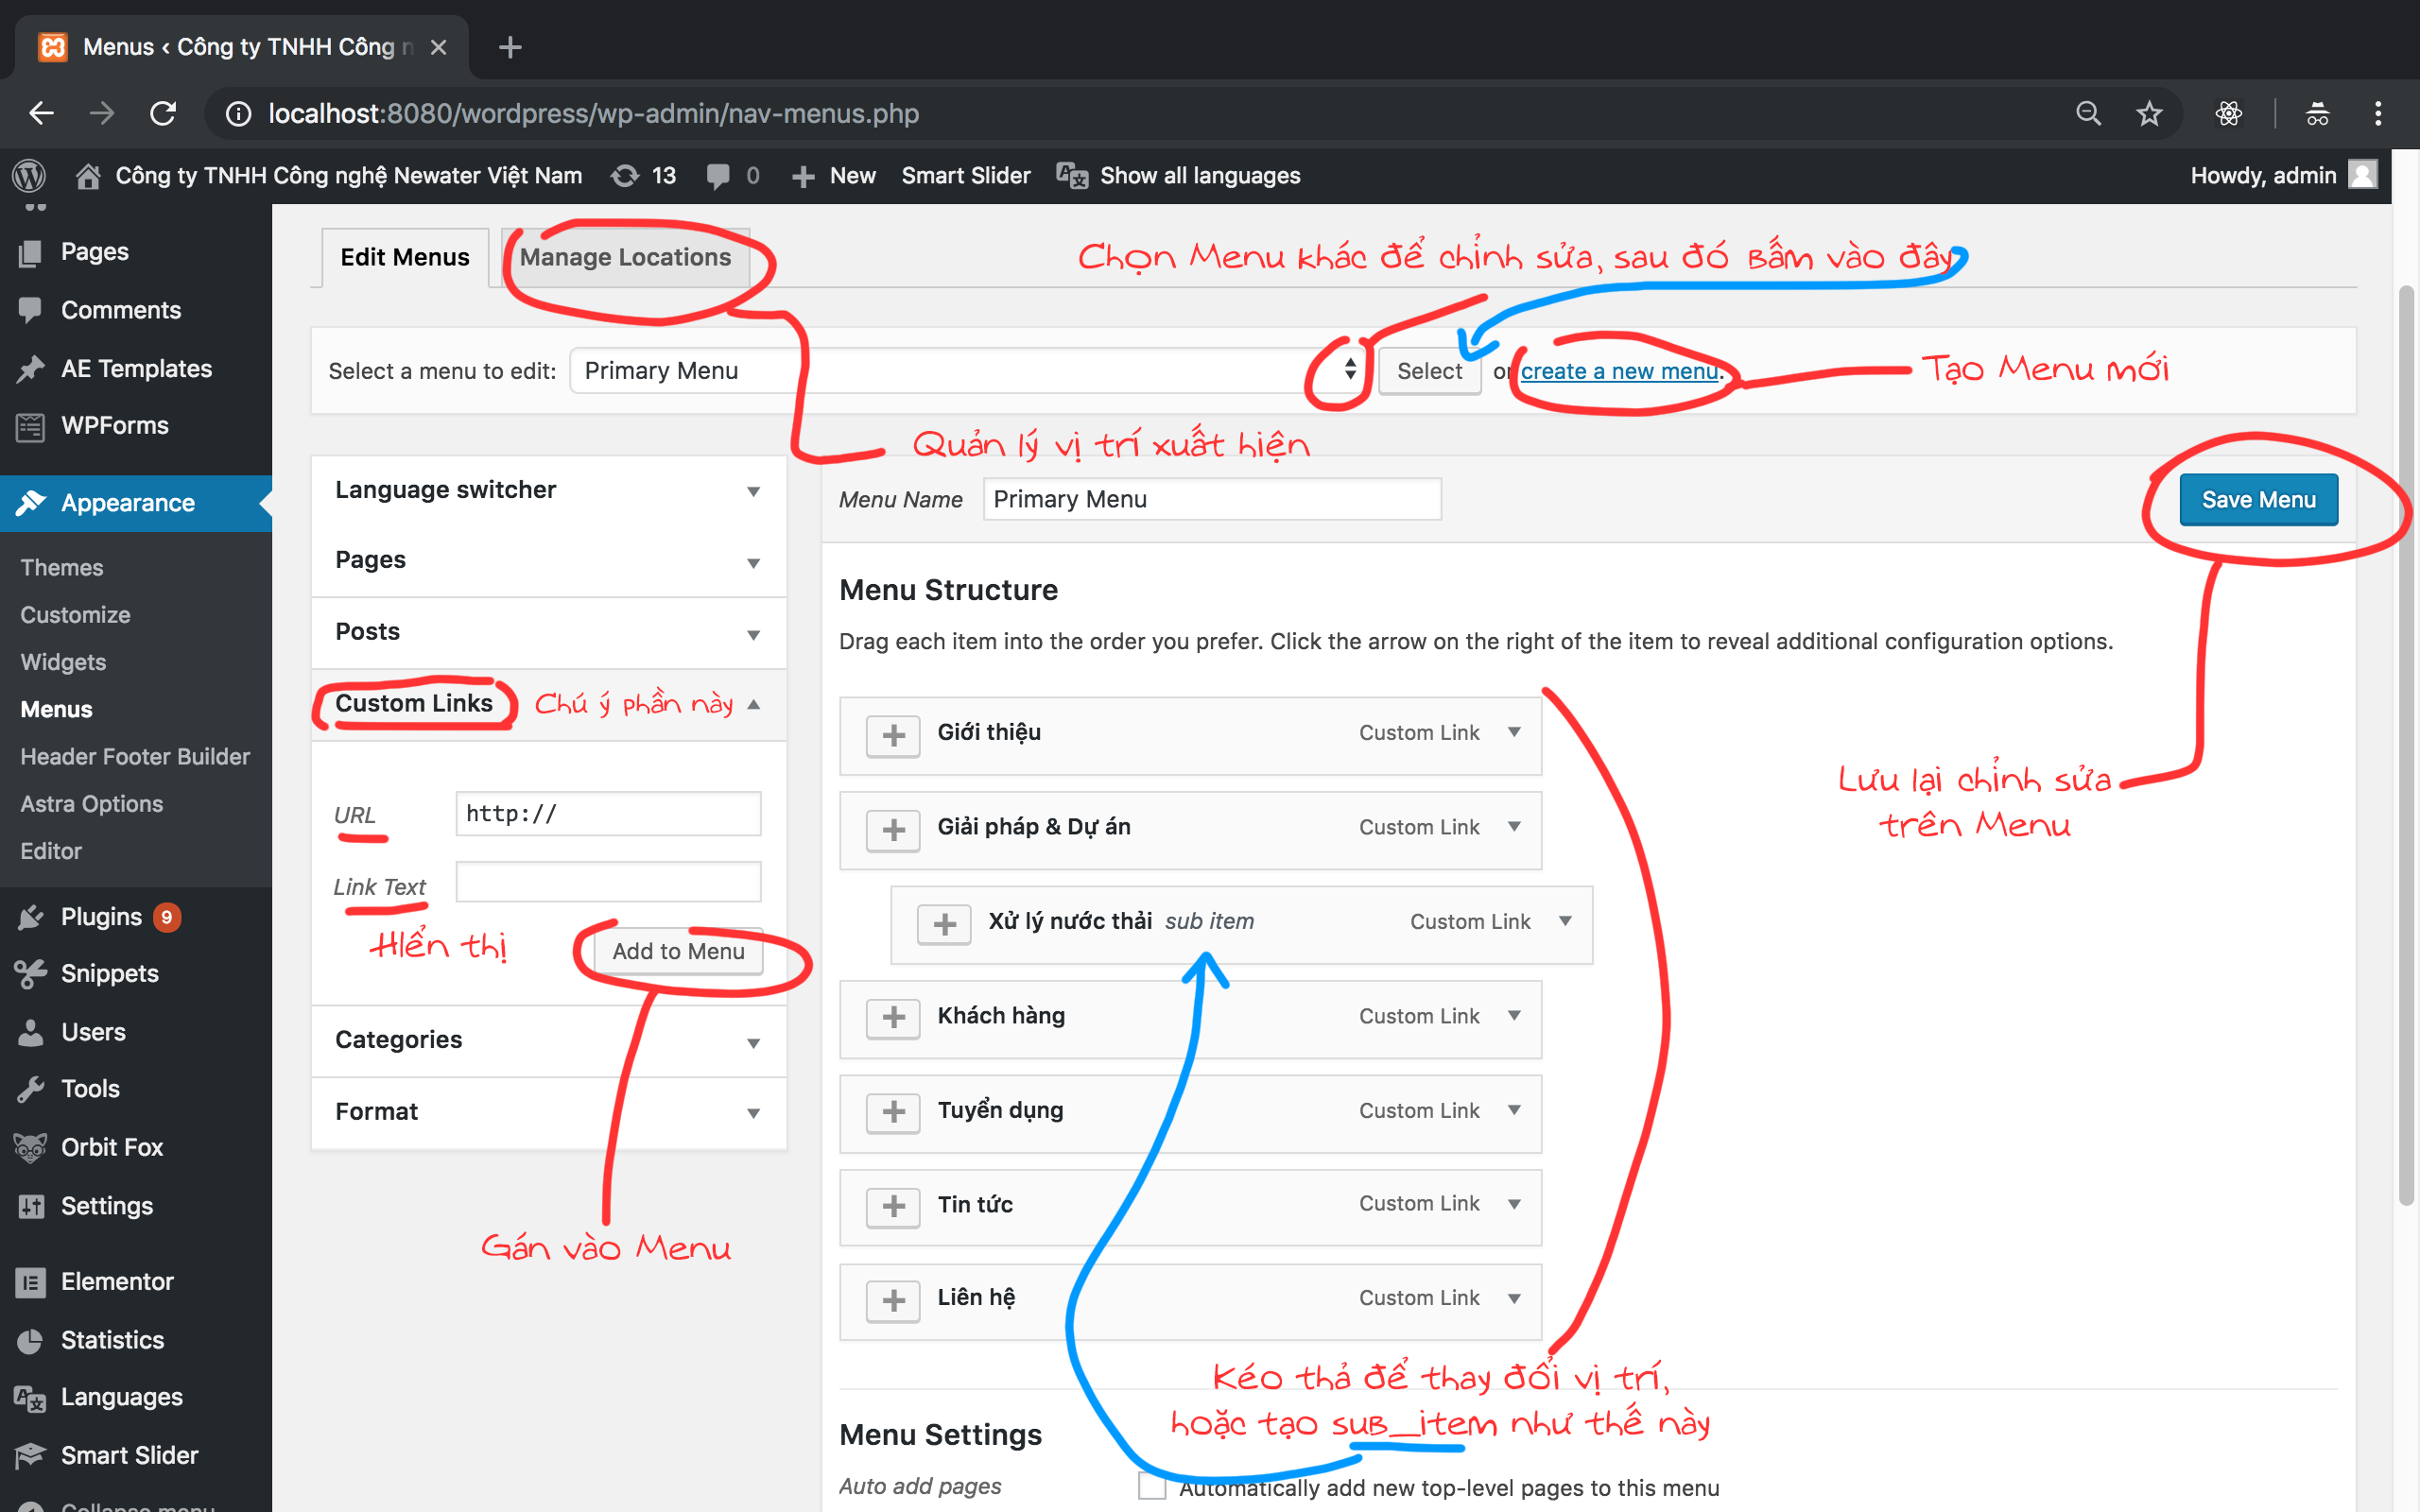 Menus ‹ Công ty TNHH Công n
localhost:8080/wordpress/wp-admin/nav-menus.php
Công ty TNHH Công nghệ Newater Việt Nam 13 0 New Smart Slider Show all languages Howdy, admin
Pages
Comments
AE Templates
WPForms
Appearance
Themes
Customize
Widgets
Menus
Header Footer Builder
Astra Options
Editor
Plugins 9
Snippets
Users
Tools
Orbit Fox
Settings
Elementor
Statistics
Languages
Smart Slider
Collapse menu
Edit Menus Manage Locations
Chọn Menu khác để chỉnh sửa, sau đó Bấm vào đây
Select a menu to edit: Primary Menu Select or create a new menu.
Tạo Menu mới
Quản lý vị trí xuất hiện
Language switcher
Pages
Posts
Custom Links Chú ý phần này
URL http://
Link Text
Hiển thị
Add to Menu
Categories
Format
Gán vào Menu
Menu Name Primary Menu Save Menu
Menu Structure
Drag each item into the order you prefer. Click the arrow on the right of the item to reveal additional configuration options.
Giới thiệu Custom Link
Giải pháp & Dự án Custom Link
Xử lý nước thải sub item Custom Link
Khách hàng Custom Link
Tuyển dụng Custom Link
Tin tức Custom Link
Liên hệ Custom Link
Lưu lại chỉnh sửa
trên Menu
Kéo thả để thay đổi vị trí,
hoặc tạo sub_item như thế này
Menu Settings
Auto add pages Automatically add new top-level pages to this menu